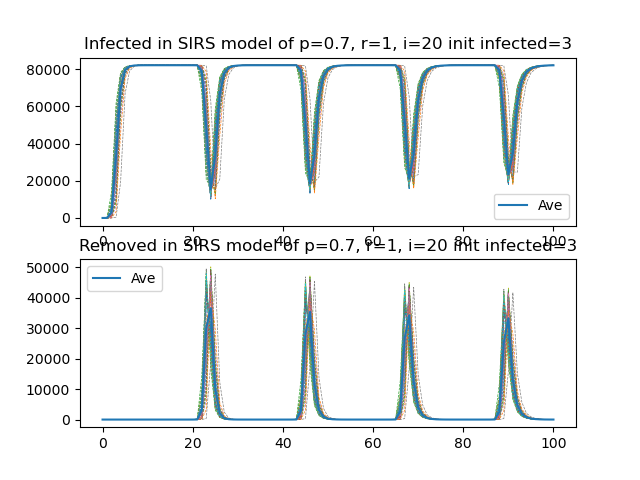 Infected in SIRS model of p=0.7, r=1, i=20 init infected=3
80000
60000
40000
20000
0
Ave
0 20 40 60 80 100
Removed in SIRS model of p=0.7, r=1, i=20 init infected=3
50000
40000
30000
20000
10000
0
Ave
0 20 40 60 80 100